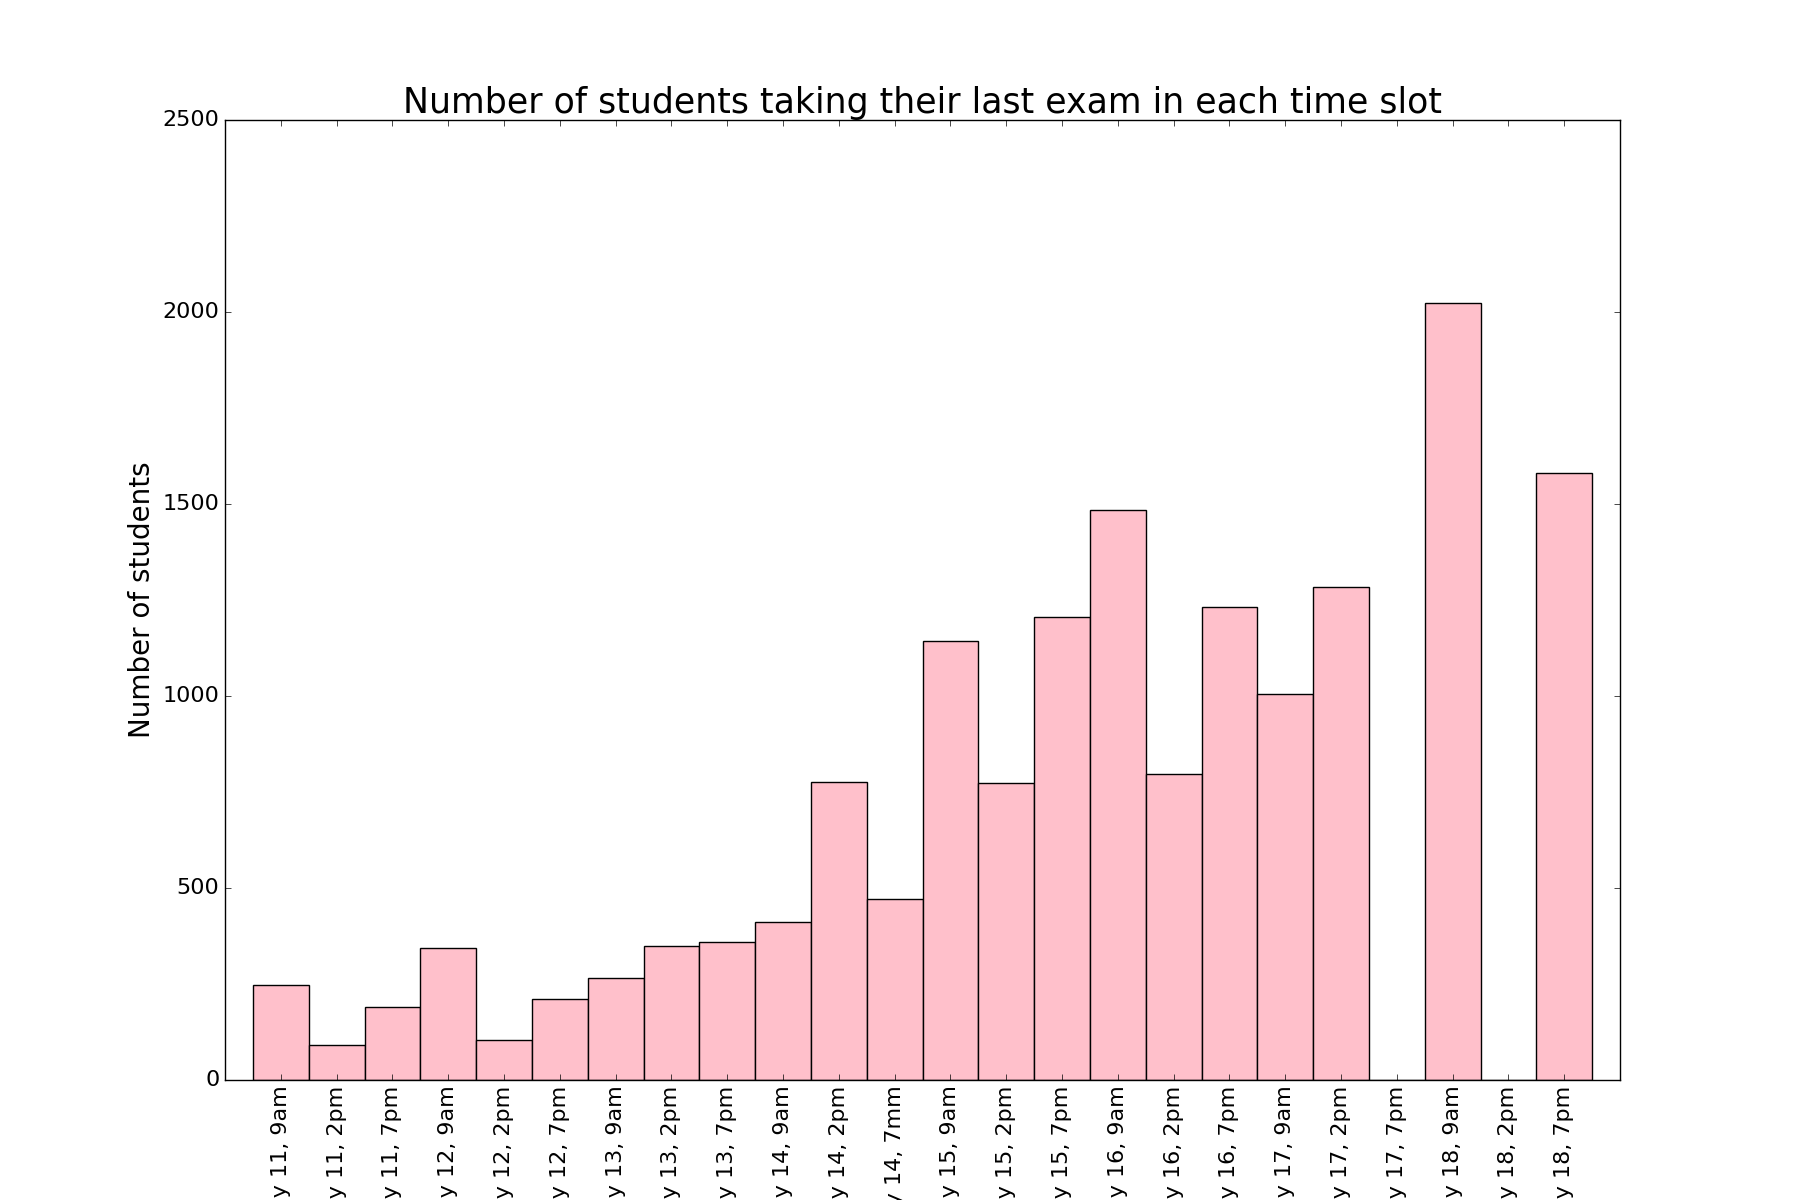 Number of students taking their last exam in each time slot
Number of students
2500
2000
1500
1000
500
0
y 11, 9am
y 11, 2pm
y 11, 7pm
y 12, 9am
y 12, 2pm
y 12, 7pm
y 13, 9am
y 13, 2pm
y 13, 7pm
y 14, 9am
y 14, 2pm
y 14, 7mm
y 15, 9am
y 15, 2pm
y 15, 7pm
y 16, 9am
y 16, 2pm
y 16, 7pm
y 17, 9am
y 17, 2pm
y 17, 7pm
y 18, 9am
y 18, 2pm
y 18, 7pm